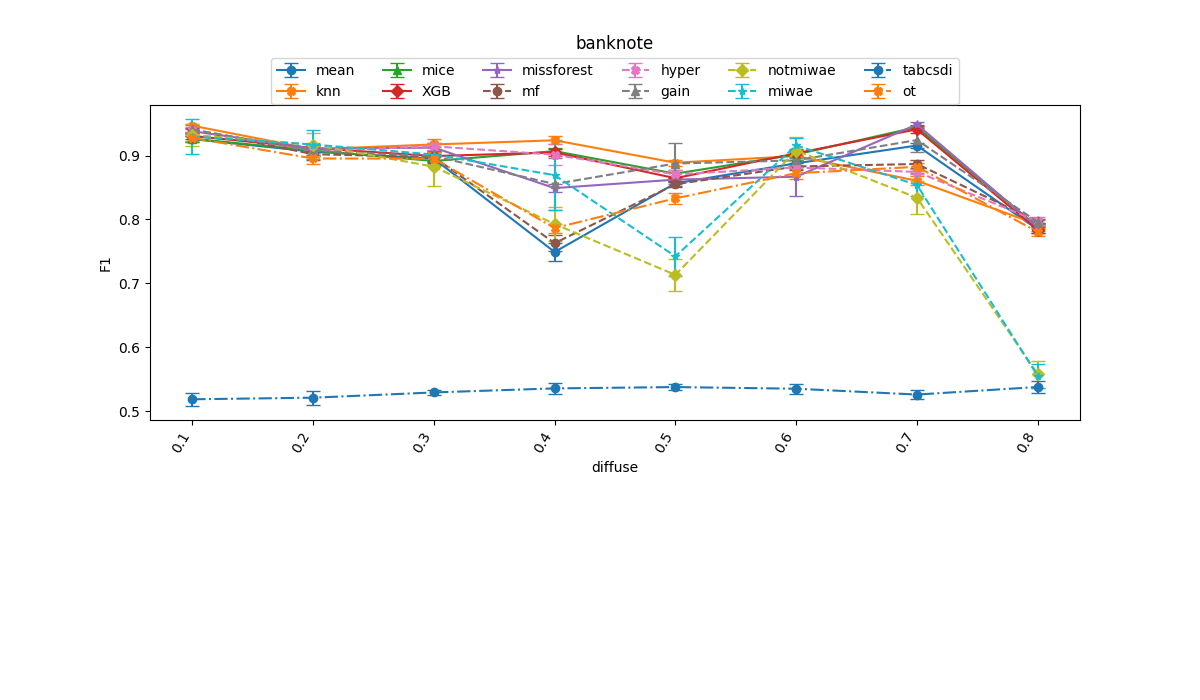 banknote
mean mice missforest hyper notmiwae tabcsdi
knn XGB mf gain miwae ot
0.9
0.8
0.7
0.6
0.5
F1
0.1 0.2 0.3 0.4 0.5 0.6 0.7 0.8
diffuse